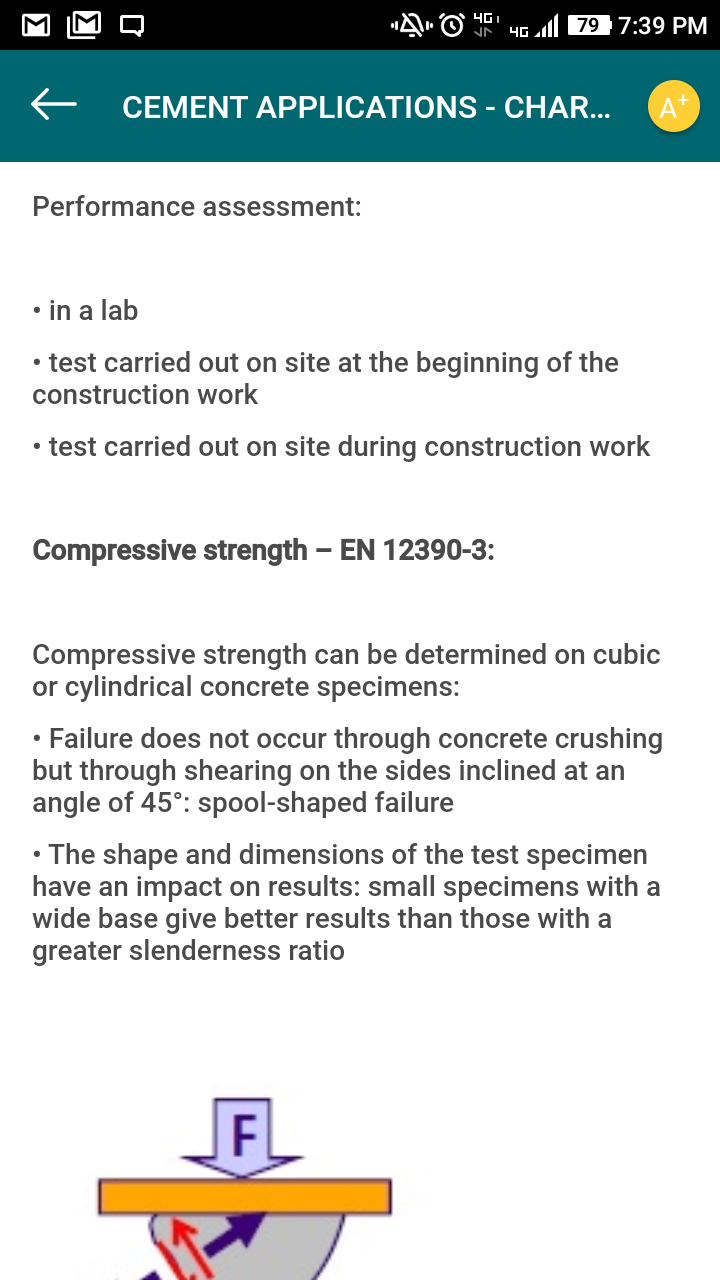 4G
4G
79
7:39 PM
CEMENT APPLICATIONS - CHAR...
A+
Performance assessment:
• in a lab
• test carried out on site at the beginning of the
construction work
• test carried out on site during construction work
Compressive strength – EN 12390-3:
Compressive strength can be determined on cubic
or cylindrical concrete specimens:
• Failure does not occur through concrete crushing
but through shearing on the sides inclined at an
angle of 45°: spool-shaped failure
• The shape and dimensions of the test specimen
have an impact on results: small specimens with a
wide base give better results than those with a
greater slenderness ratio
F